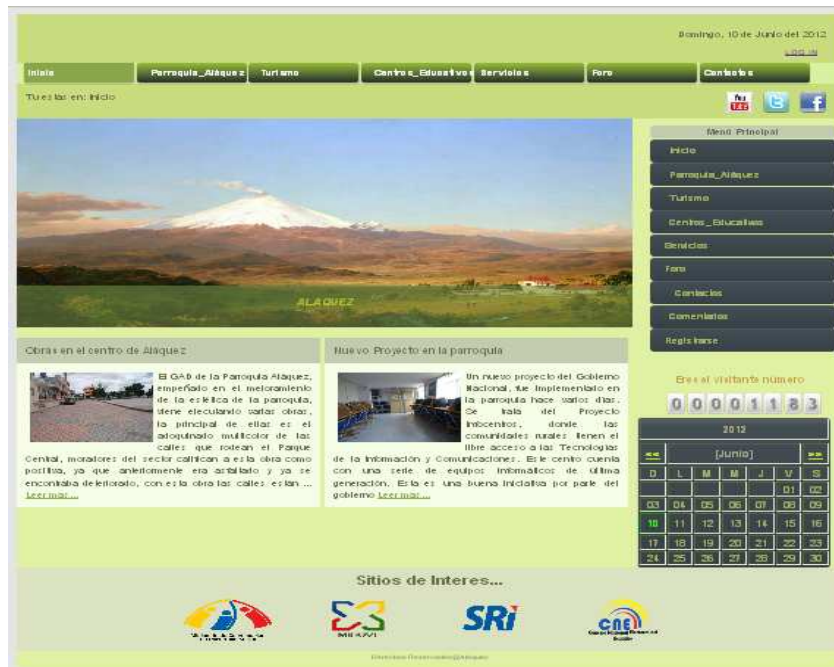 Domingo, 10 de Junio del 2012
LOG IN
Inicio
Parroquia_Aláquez
Turismo
Centros_Educativos
Servicios
Foro
Contactos
Tu estas en: Inicio
You
Tube
Menú Principal
Inicio
Parroquia_Aláquez
Turismo
Centros_Educativos
Servicios
Foro
Contactos
Comentarios
Registrarse
ALAQUEZ
Obras en el centro de Aláquez
El GAD de la Parroquia Aláquez,
empeñado en el mejoramiento
de la estética de la parroquia,
viene ejecutando varias obras,
la principal de ellas es el
adoquinado multicolor de las
calles que rodean el Parque
Central, moradores del sector califican a esta obra como
positiva, ya que anteriormente era asfaltado y ya se
encontraba deteriorado, con esta obra las calles están ...
Leer más ...
Nuevo Proyecto en la parroquia
Un nuevo proyecto del Gobierno
Nacional, fue implementado en
la parroquia hace varios días.
Se trata del Proyecto
Infocentros, donde las
comunidades rurales tienen el
libre acceso a las Tecnologías
de la Información y Comunicaciones. Este centro cuenta
con una serie de equipos informáticos de última
generación. Esta es una buena iniciativa por parte del
gobierno Leer más ...
Eres el visitante número
0 0 0 0 1 1 8 3
2012
<< [Junio] >>
D L M M J V S
01 02
03 04 05 06 07 08 09
10 11 12 13 14 15 16
17 18 19 20 21 22 23
24 25 26 27 28 29 30
Sitios de Interes...
SRi
cne